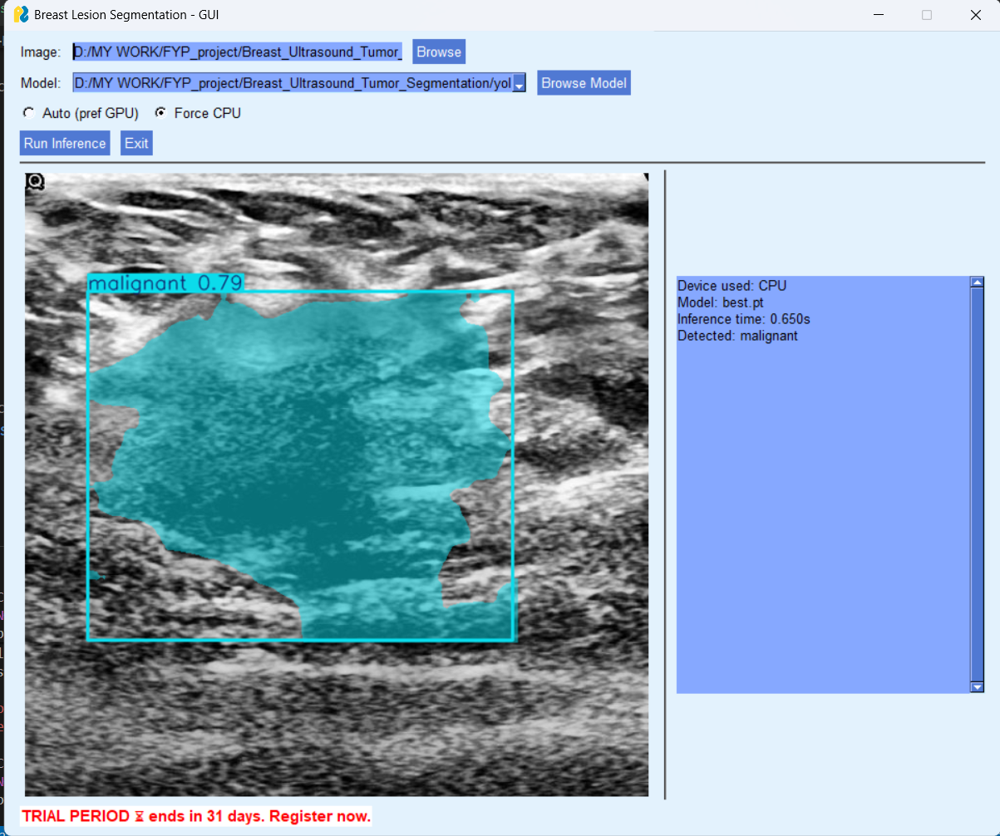 Breast Lesion Segmentation - GUI
Image: D:/MY WORK/FYP_project/Breast_Ultrasound_Tumor_ Browse
Model: D:/MY WORK/FYP_project/Breast_Ultrasound_Tumor_Segmentation/yol Browse Model
Auto (pref GPU) Force CPU
Run Inference Exit
malignant 0.79
Device used: CPU
Model: best.pt
Inference time: 0.650s
Detected: malignant
TRIAL PERIOD ⏳ ends in 31 days. Register now.